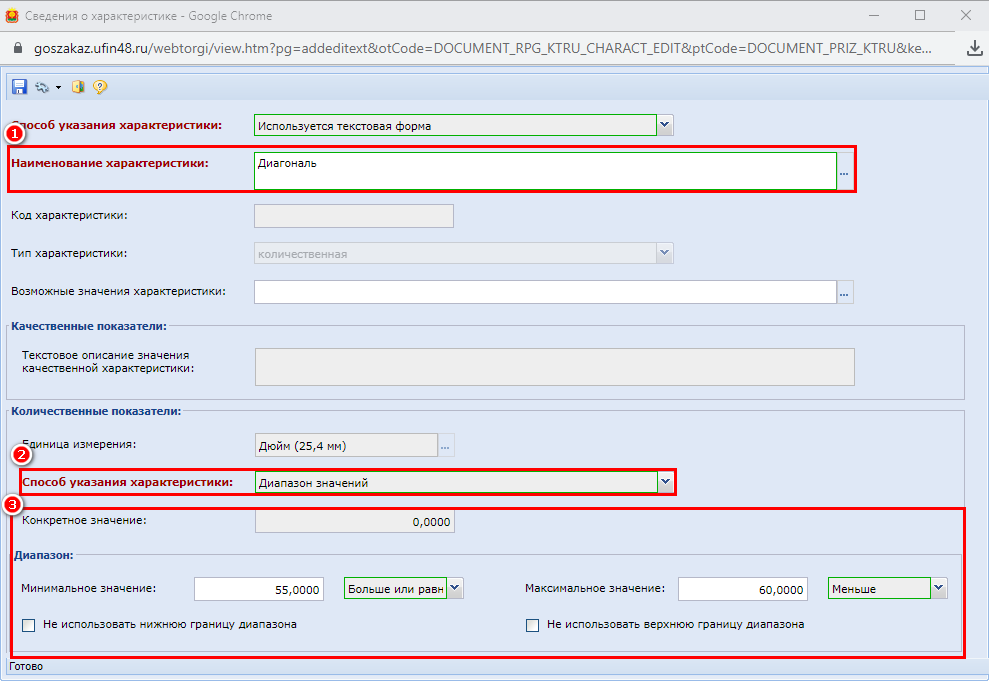 Сведения о характеристике - Google Chrome
goszakaz.ufin48.ru/webtorgi/view.htm?pg=addeditext&otCode=DOCUMENT_RPG_KTRU_CHARACT_EDIT&ptCode=DOCUMENT_PRIZ_KTRU&ke...
1
Способ указания характеристики: Используется текстовая форма
Наименование характеристики: Диагональ ...
Код характеристики:
Тип характеристики: количественная
Возможные значения характеристики: ...
Качественные показатели:
Текстовое описание значения
качественной характеристики:
Количественные показатели:
Единица измерения: Дюйм (25,4 мм) ...
2
Способ указания характеристики: Диапазон значений
3
Конкретное значение: 0,0000
Диапазон:
Минимальное значение: 55,0000 Больше или равн Максимальное значение: 60,0000 Меньше
Не использовать нижнюю границу диапазона Не использовать верхнюю границу диапазона
Готово